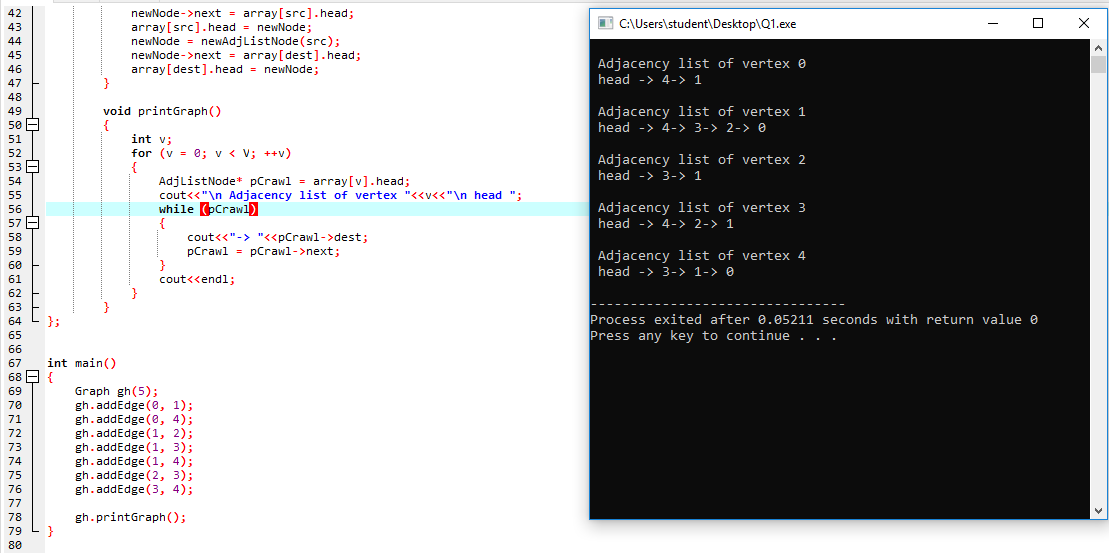 42 newNode->next = array[src].head;
43 array[src].head = newNode;
44 newNode = newAdjListNode(src);
45 newNode->next = array[dest].head;
46 array[dest].head = newNode;
47 }
48
49 void printGraph()
50 {
51 int v;
52 for (v = 0; v < V; ++v)
53 {
54 AdjListNode* pCrawl = array[v].head;
55 cout<<"\n Adjacency list of vertex "<<v<<"\n head ";
56 while (pCrawl)
57 {
58 cout<<"-> "<<pCrawl->dest;
59 pCrawl = pCrawl->next;
60 }
61 cout<<endl;
62 }
63 }
64 };
65
66
67 int main()
68 {
69 Graph gh(5);
70 gh.addEdge(0, 1);
71 gh.addEdge(0, 4);
72 gh.addEdge(1, 2);
73 gh.addEdge(1, 3);
74 gh.addEdge(1, 4);
75 gh.addEdge(2, 3);
76 gh.addEdge(3, 4);
77
78 gh.printGraph();
79 }
80
C:\Users\student\Desktop\Q1.exe
Adjacency list of vertex 0
head -> 4-> 1
Adjacency list of vertex 1
head -> 4-> 3-> 2-> 0
Adjacency list of vertex 2
head -> 3-> 1
Adjacency list of vertex 3
head -> 4-> 2-> 1
Adjacency list of vertex 4
head -> 3-> 1-> 0
--------------------------------
Process exited after 0.05211 seconds with return value 0
Press any key to continue . . .